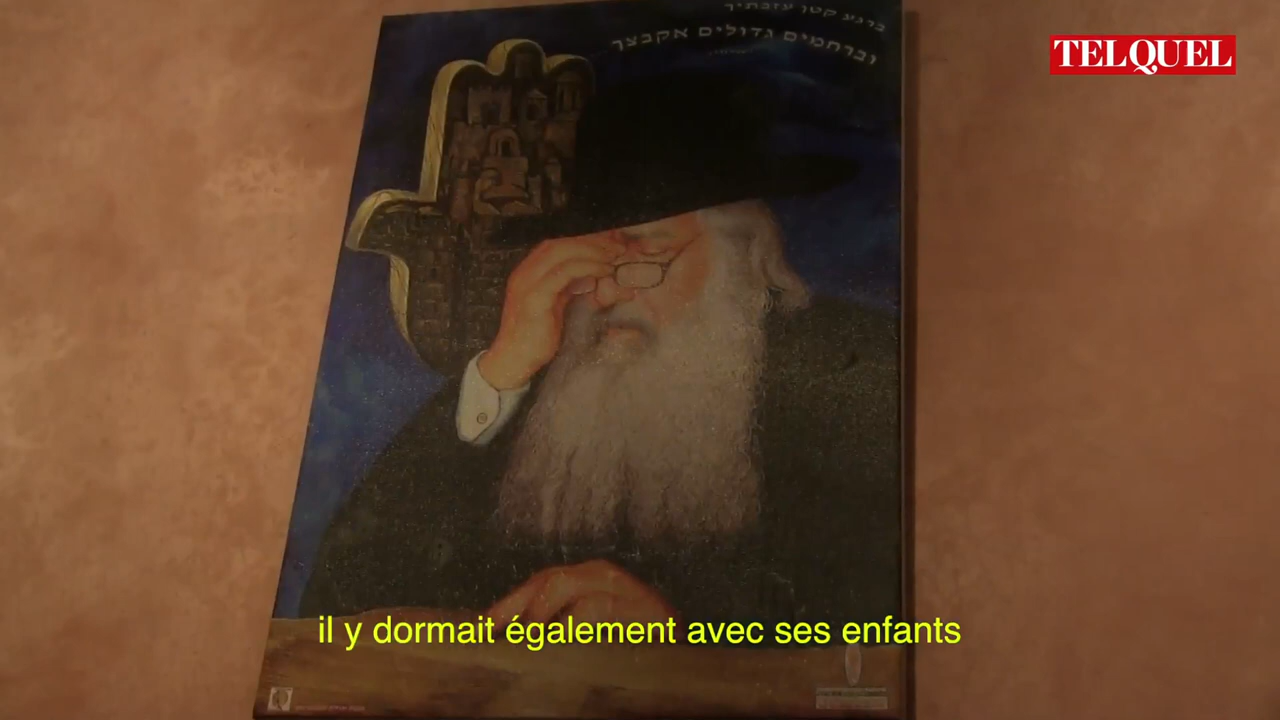 TELQUEL
ברגע קטן עזבתיך
וברחמים גדולים אקבצך
il y dormait également avec ses enfants